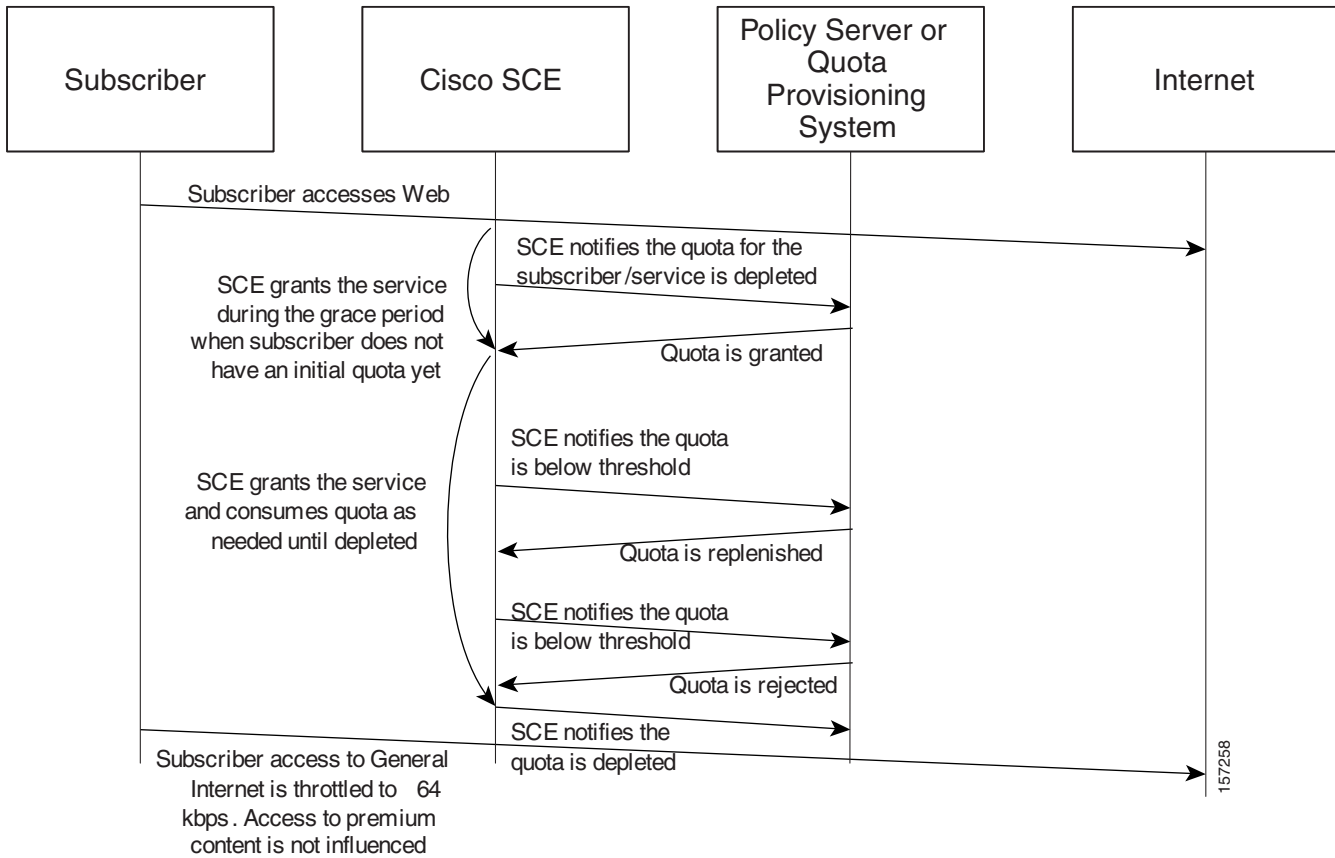 Subscriber
Cisco SCE
Policy Server or
Quota
Provisioning
System
Internet
Subscriber accesses Web
SCE notifies the quota for the
subscriber/service is depleted
SCE grants the service
during the grace period
when subscriber does not
have an initial quota yet
Quota is granted
SCE notifies the quota
is below threshold
SCE grants the service
and consumes quota as
needed until depleted
Quota is replenished
SCE notifies the quota
is below threshold
Quota is rejected
SCE notifies the
quota is depleted
Subscriber access to General
Internet is throttled to 64
kbps. Access to premium
content is not influenced
157258